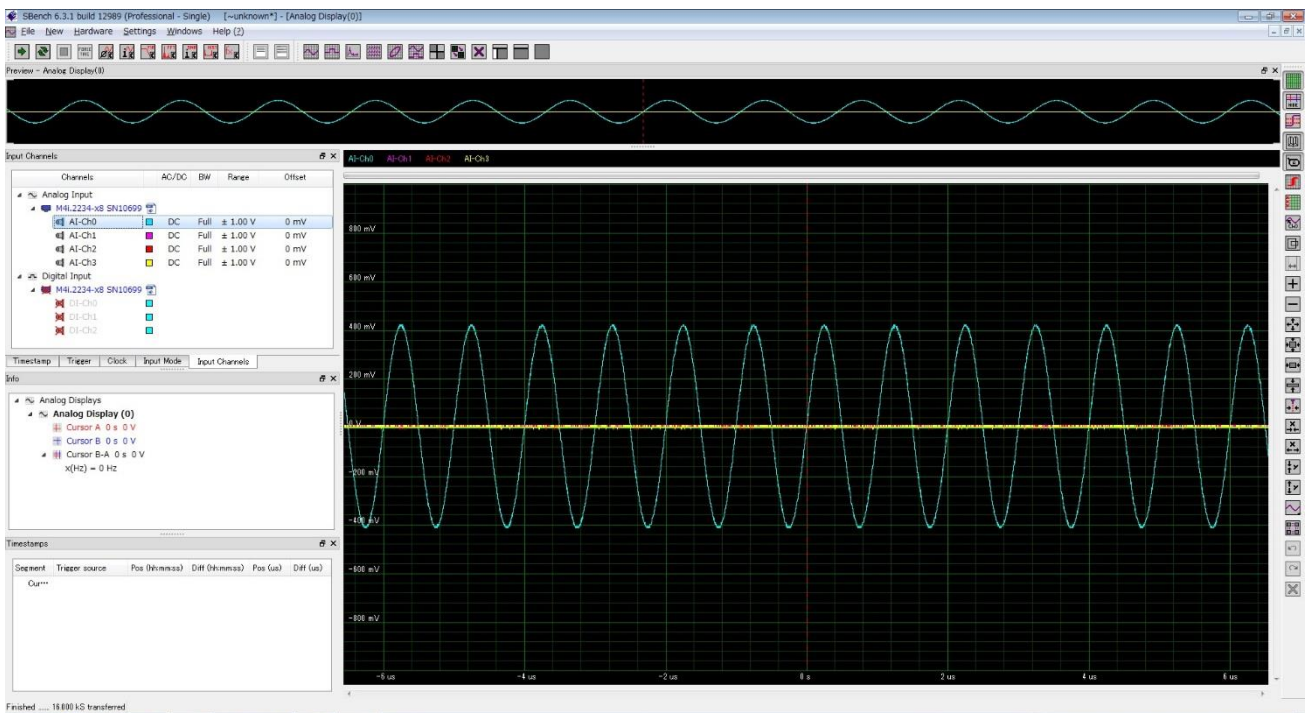 SBench 6.3.1 build 12989 (Professional - Single) [~unknown*] - [Analog Display[0]]
File New Hardware Settings Windows Help (?)
Preview - Analog Display(0)
Input Channels
AI-Ch0 AI-Ch1 AI-Ch2 AI-Ch3
Channels AC/DC BW Range Offset
Analog Input
M4i.2234-x8 SN10699
AI-Ch0 DC Full ± 1.00 V 0 mV
AI-Ch1 DC Full ± 1.00 V 0 mV
AI-Ch2 DC Full ± 1.00 V 0 mV
AI-Ch3 DC Full ± 1.00 V 0 mV
Digital Input
M4i.2234-x8 SN10699
DI-Ch0
DI-Ch1
DI-Ch2
Timestamp Trigger Clock Input Mode Input Channels
Info
Analog Displays
Analog Display (0)
Cursor A 0 s 0 V
Cursor B 0 s 0 V
Cursor B-A 0 s 0 V
x(Hz) = 0 Hz
Timestamps
Segment Trigger source Pos (hh:mm:ss) Diff (hh:mm:ss) Pos (us) Diff (us)
Cur···
800 mV
600 mV
400 mV
200 mV
0 V
-200 mV
-400 mV
-600 mV
-800 mV
-6 us -4 us -2 us 0 s 2 us 4 us 6 us
Finished ..... 16.000 kS transferred